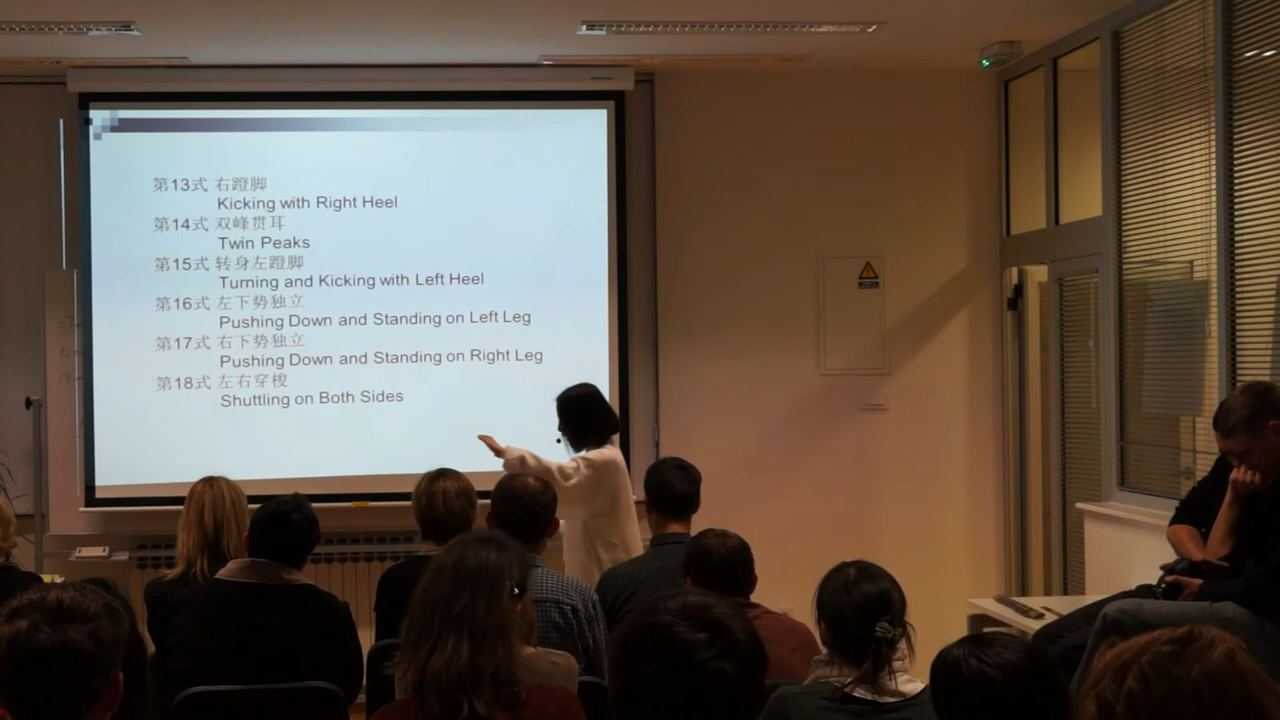 第13式 右蹬脚
Kicking with Right Heel
第14式 双峰贯耳
Twin Peaks
第15式 转身左蹬脚
Turning and Kicking with Left Heel
第16式 左下势独立
Pushing Down and Standing on Left Leg
第17式 右下势独立
Pushing Down and Standing on Right Leg
第18式 左右穿梭
Shuttling on Both Sides